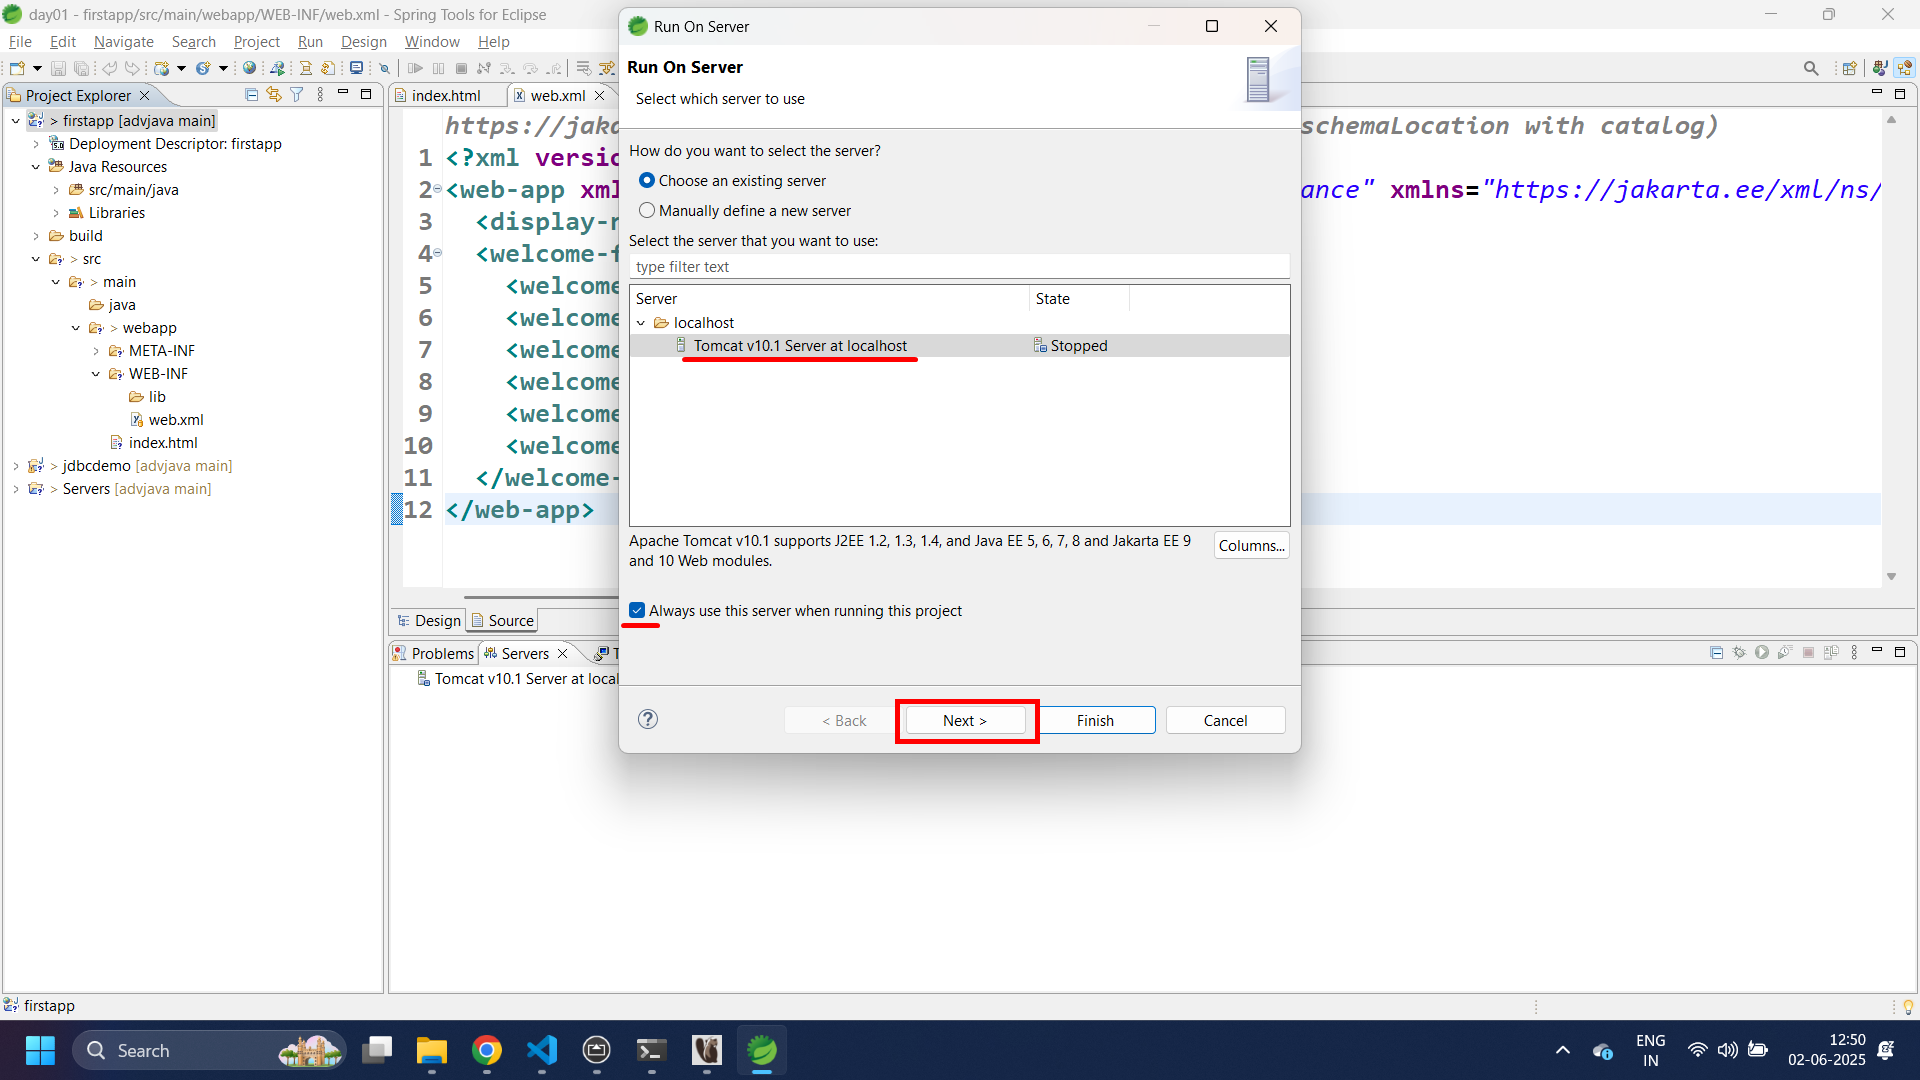 day01 - firstapp/src/main/webapp/WEB-INF/web.xml - Spring Tools for Eclipse
File Edit Navigate Search Project Run Design Window Help
Project Explorer
> firstapp [advjava main]
Deployment Descriptor: firstapp
Java Resources
src/main/java
Libraries
build
> src
> main
java
> webapp
META-INF
WEB-INF
lib
web.xml
index.html
> jdbcdemo [advjava main]
> Servers [advjava main]
index.html web.xml
https://jaka schemaLocation with catalog)
1 <?xml versio
2 <web-app xml ance" xmlns="https://jakarta.ee/xml/ns/
3 <display-n
4 <welcome-f
5 <welcome
6 <welcome
7 <welcome
8 <welcome
9 <welcome
10 <welcome
11 </welcome-
12 </web-app>
Design Source
Problems Servers T
Tomcat v10.1 Server at local
Run On Server
Run On Server
Select which server to use
How do you want to select the server?
Choose an existing server
Manually define a new server
Select the server that you want to use:
type filter text
Server State
localhost
Tomcat v10.1 Server at localhost Stopped
Apache Tomcat v10.1 supports J2EE 1.2, 1.3, 1.4, and Java EE 5, 6, 7, 8 and Jakarta EE 9
and 10 Web modules.
Columns...
Always use this server when running this project
? < Back Next > Finish Cancel
firstapp
Search
ENG
IN
12:50
02-06-2025